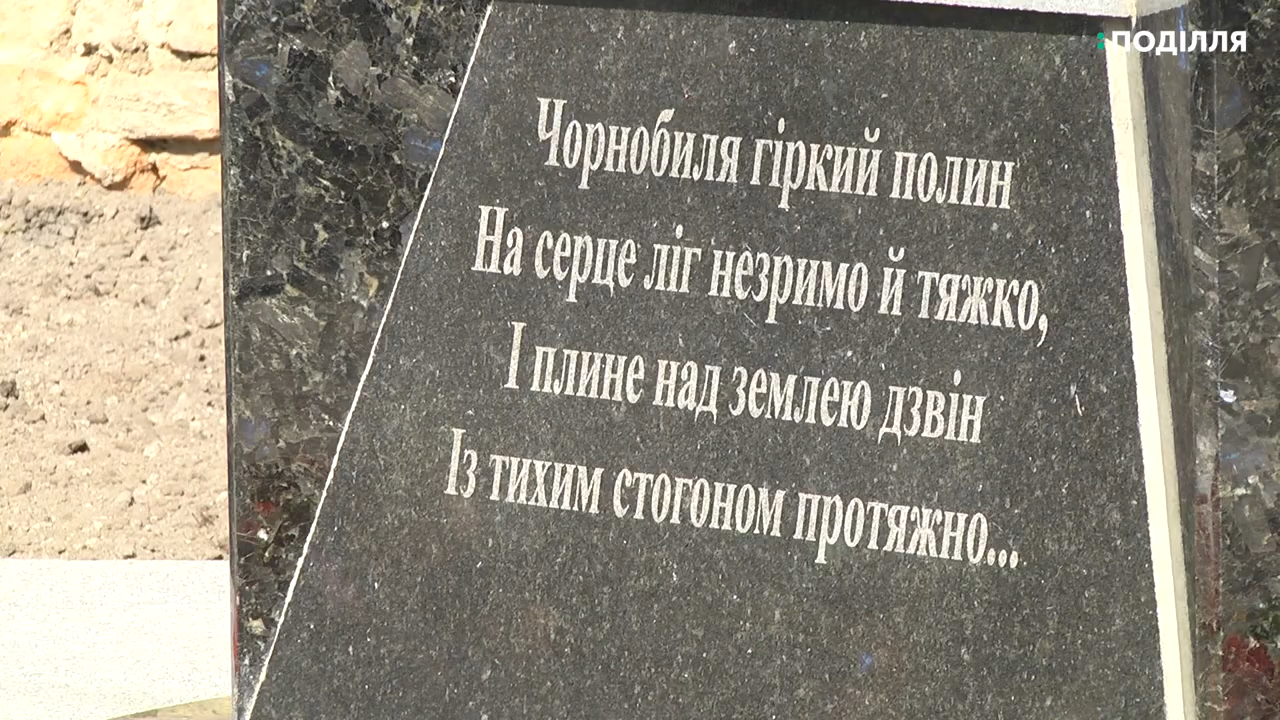 :ПОДІЛЛЯ
Чорнобиля гіркий полин
На серце ліг незримо й тяжко,
І плине над землею дзвін
Із тихим стогоном протяжно...